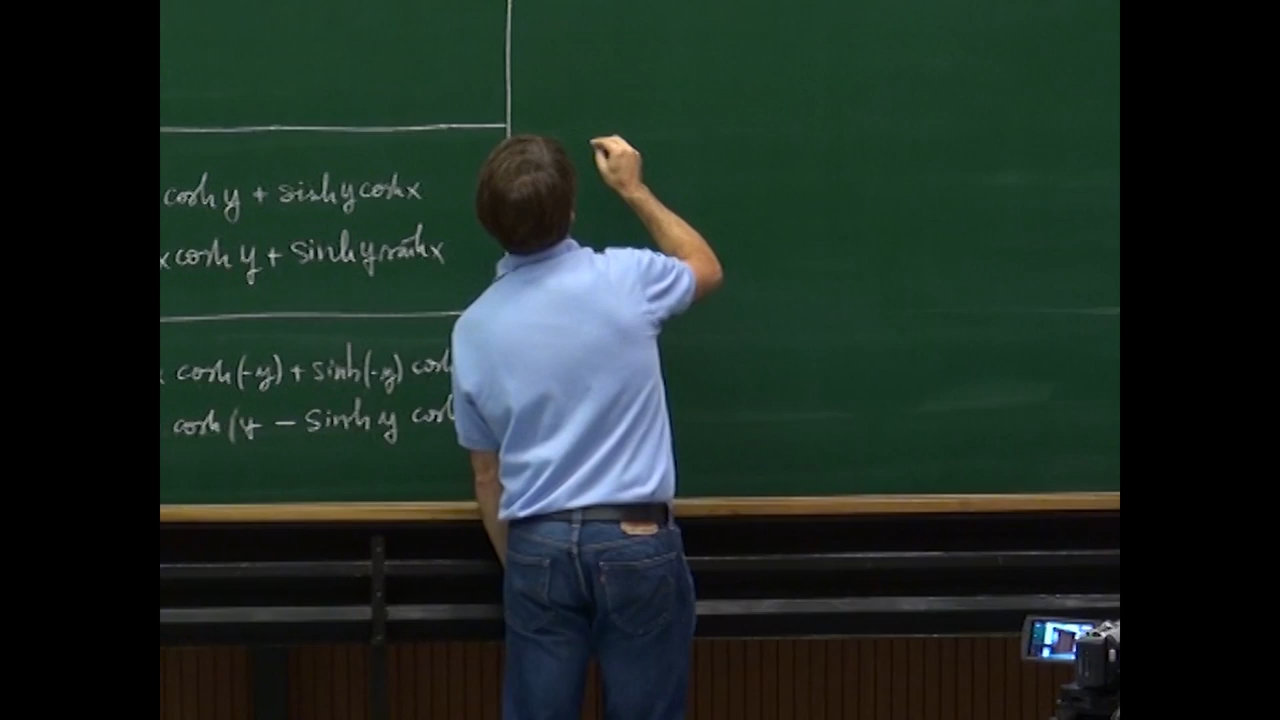 cosh y + sinh y cosh x
x cosh y + sinh y sinh x
cosh(-y) + sinh(-y) cosh
cosh (y - sinh y cosh